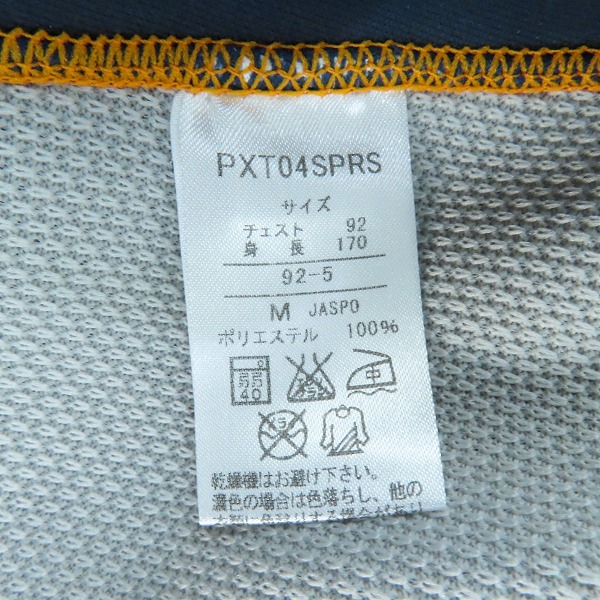 PXT04SPRS
サイズ
チェスト 92
身長 170
92-5
M JASPO
ポリエステル 100%
40
中
乾燥機はお避け下さい。
濃色の場合は色落ちし、他の